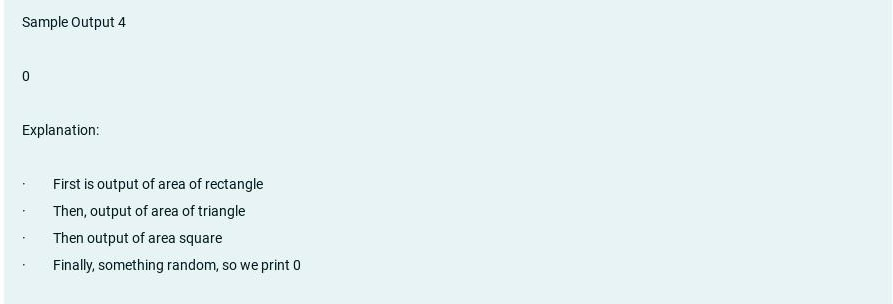 Sample Output 4
0
Explanation:
· First is output of area of rectangle
· Then, output of area of triangle
· Then output of area square
· Finally, something random, so we print 0